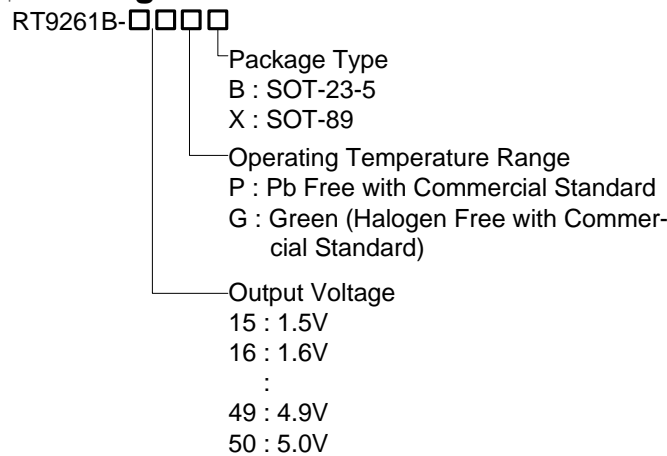 RT9261B-□□□□
Package Type
B : SOT-23-5
X : SOT-89
Operating Temperature Range
P : Pb Free with Commercial Standard
G : Green (Halogen Free with Commer-
cial Standard)
Output Voltage
15 : 1.5V
16 : 1.6V
:
49 : 4.9V
50 : 5.0V